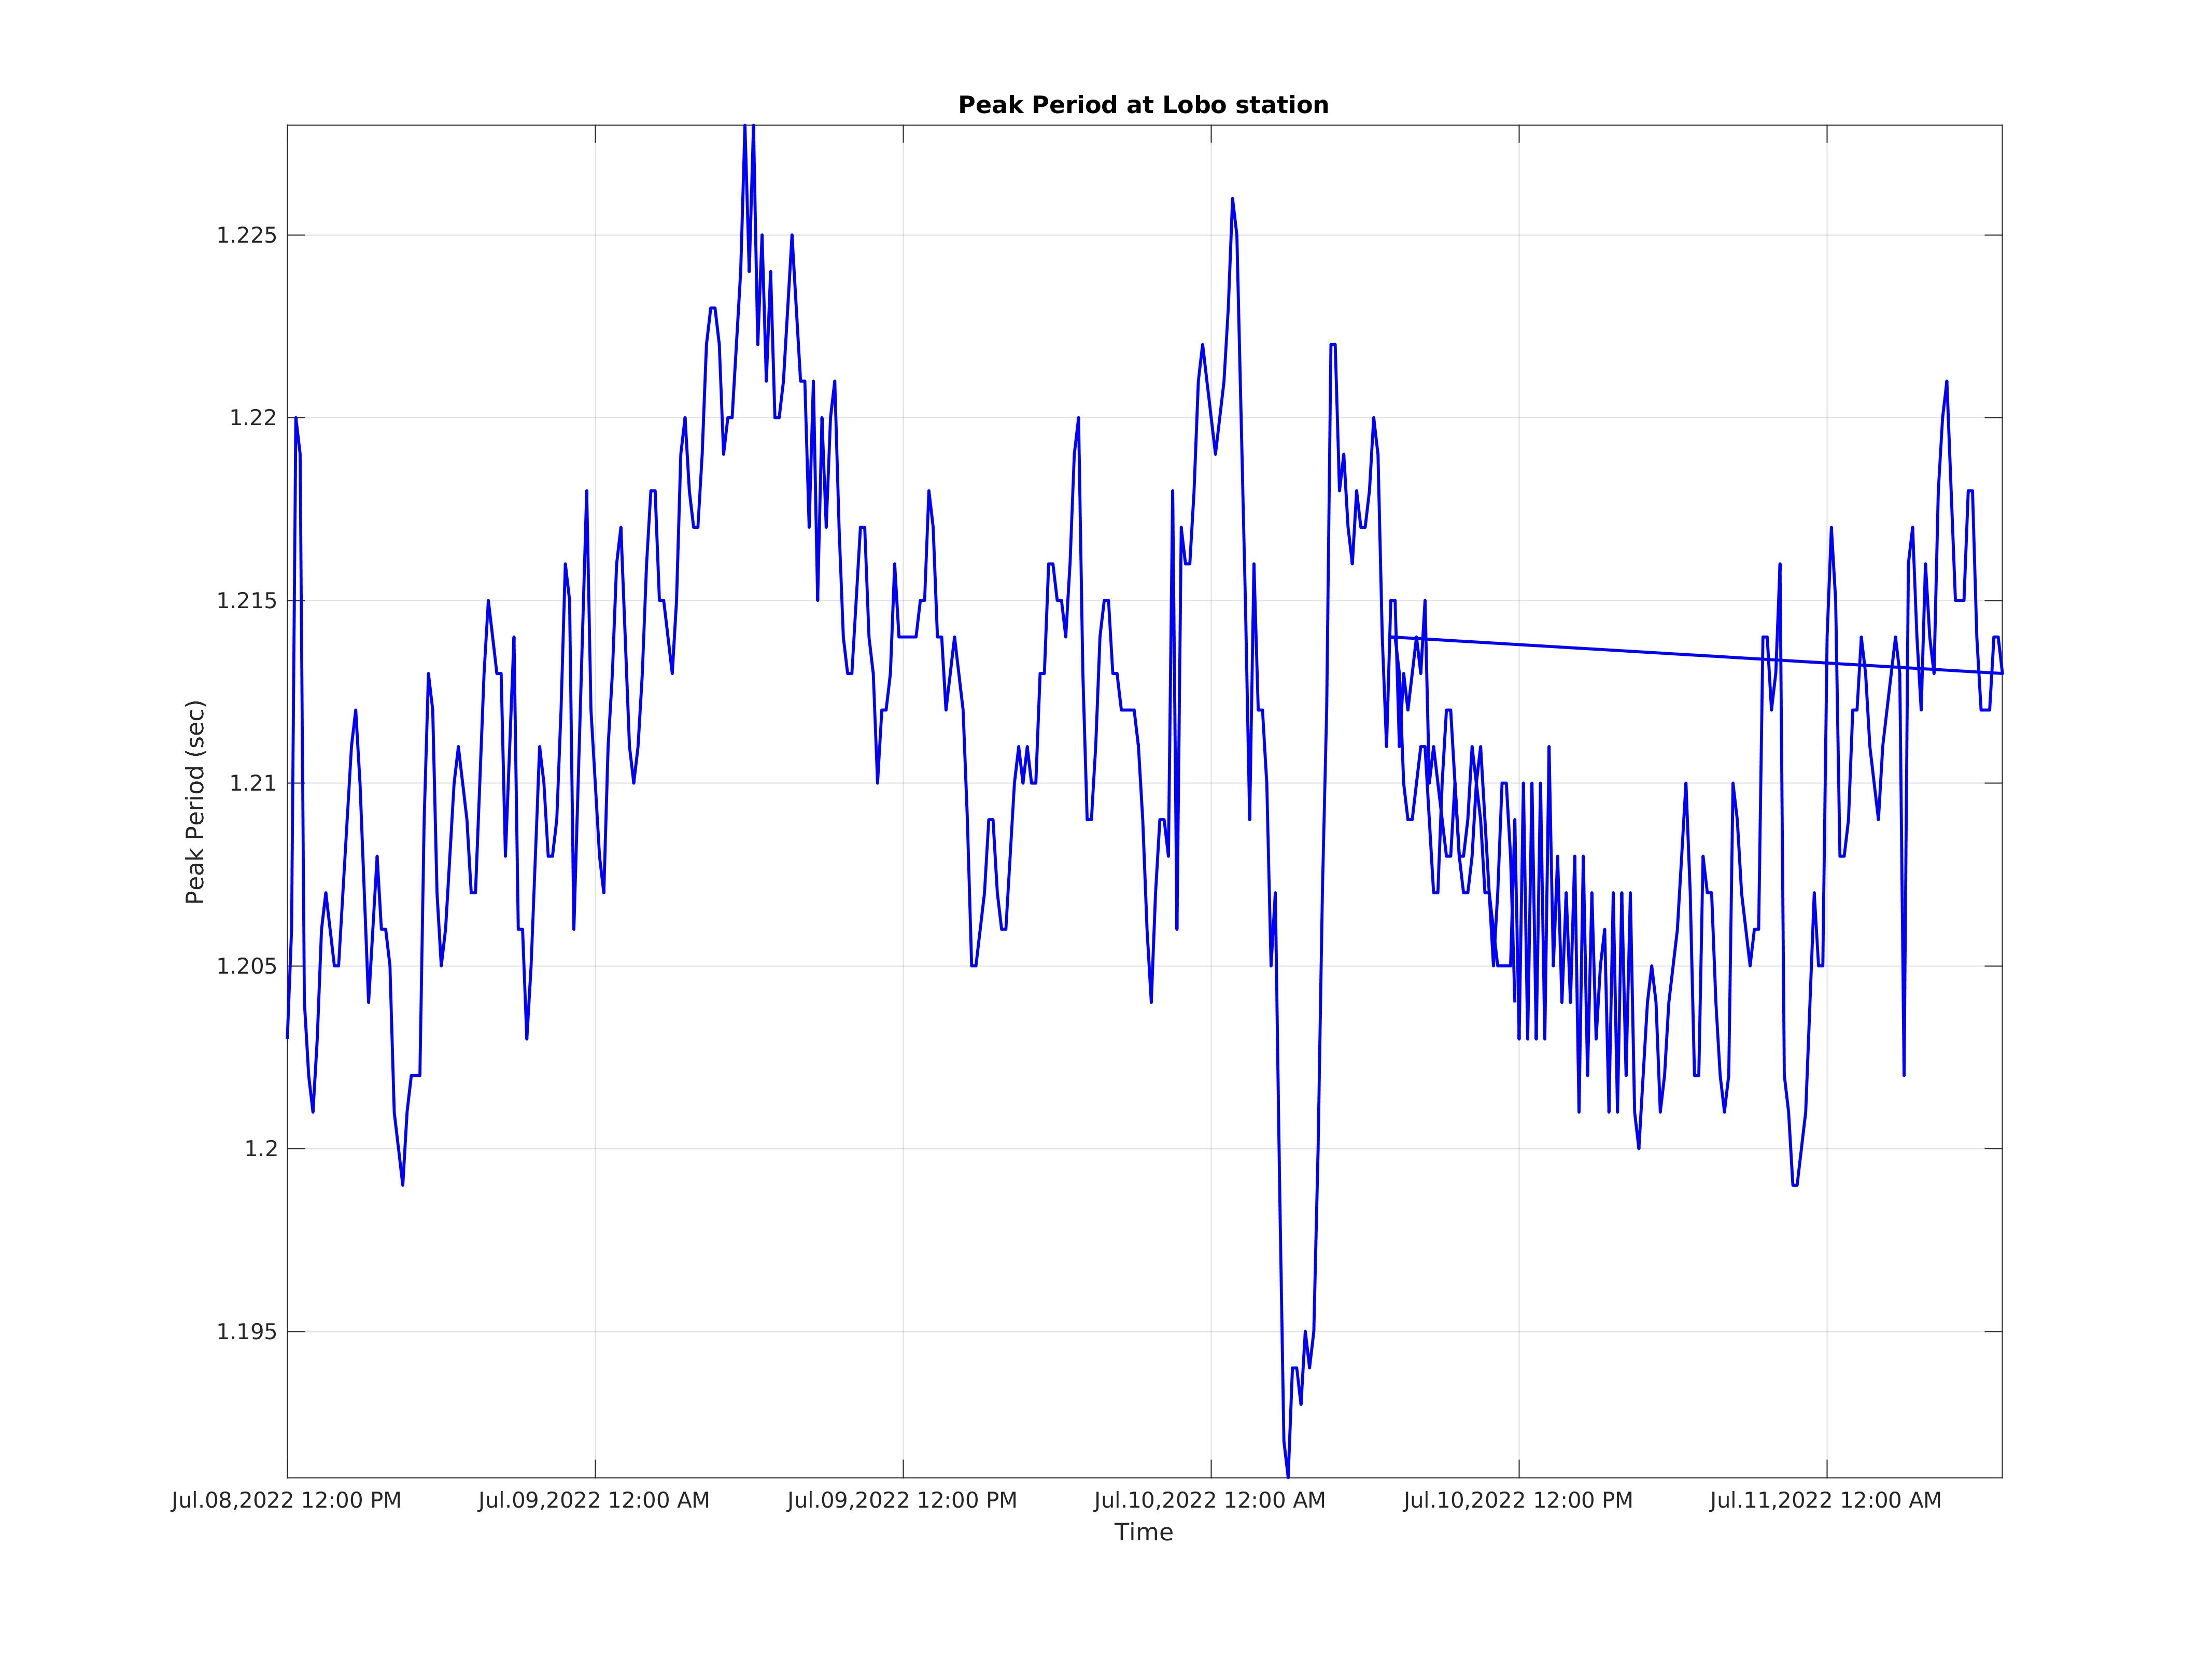 Peak Period at Lobo station
Peak Period (sec)
1.225
1.22
1.215
1.21
1.205
1.2
1.195
Jul.08,2022 12:00 PM
Jul.09,2022 12:00 AM
Jul.09,2022 12:00 PM
Jul.10,2022 12:00 AM
Jul.10,2022 12:00 PM
Jul.11,2022 12:00 AM
Time